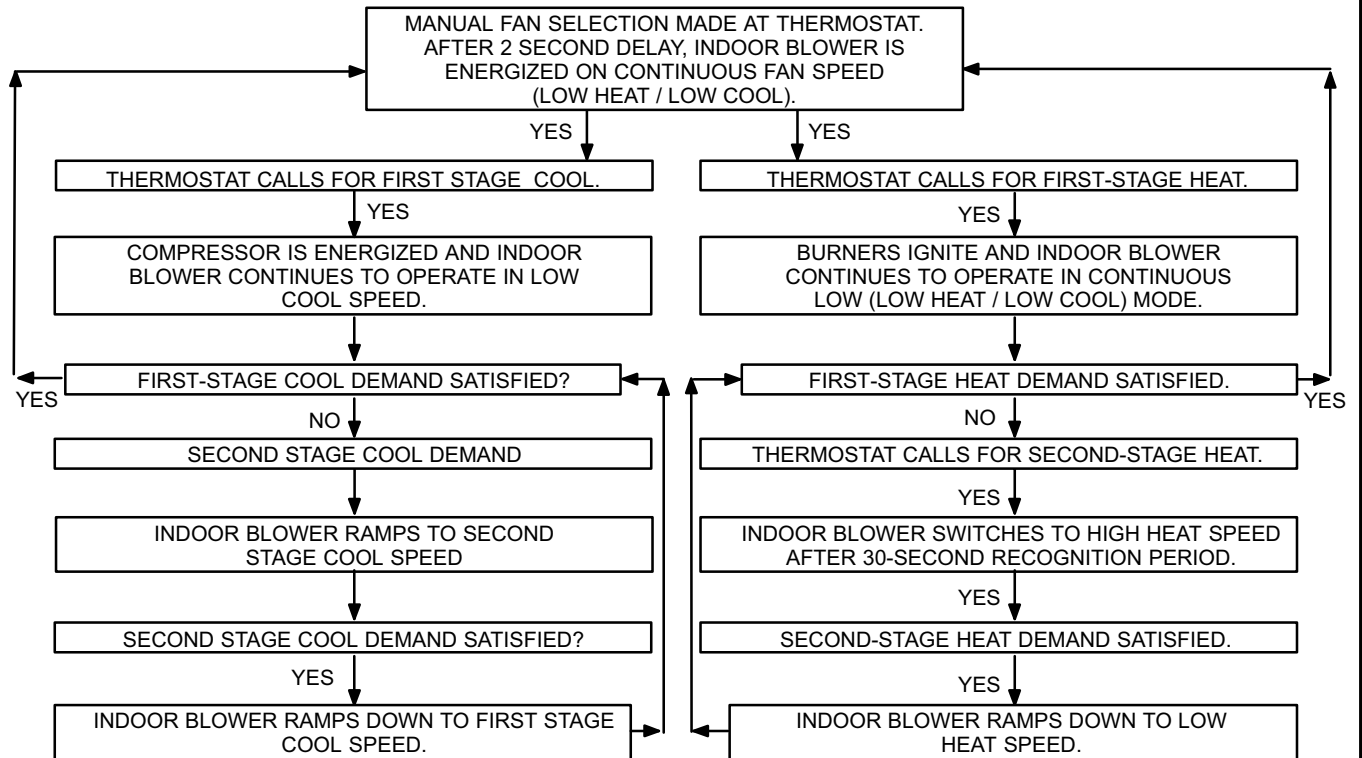 MANUAL FAN SELECTION MADE AT THERMOSTAT.
AFTER 2 SECOND DELAY, INDOOR BLOWER IS
ENERGIZED ON CONTINUOUS FAN SPEED
(LOW HEAT / LOW COOL).
YES
YES
THERMOSTAT CALLS FOR FIRST STAGE COOL.
YES
COMPRESSOR IS ENERGIZED AND INDOOR
BLOWER CONTINUES TO OPERATE IN LOW
COOL SPEED.
FIRST-STAGE COOL DEMAND SATISFIED?
YES
NO
SECOND STAGE COOL DEMAND
INDOOR BLOWER RAMPS TO SECOND
STAGE COOL SPEED
SECOND STAGE COOL DEMAND SATISFIED?
YES
INDOOR BLOWER RAMPS DOWN TO FIRST STAGE
COOL SPEED.
THERMOSTAT CALLS FOR FIRST-STAGE HEAT.
YES
BURNERS IGNITE AND INDOOR BLOWER
CONTINUES TO OPERATE IN CONTINUOUS
LOW (LOW HEAT / LOW COOL) MODE.
FIRST-STAGE HEAT DEMAND SATISFIED.
YES
NO
THERMOSTAT CALLS FOR SECOND-STAGE HEAT.
YES
INDOOR BLOWER SWITCHES TO HIGH HEAT SPEED
AFTER 30-SECOND RECOGNITION PERIOD.
YES
SECOND-STAGE HEAT DEMAND SATISFIED.
YES
INDOOR BLOWER RAMPS DOWN TO LOW
HEAT SPEED.